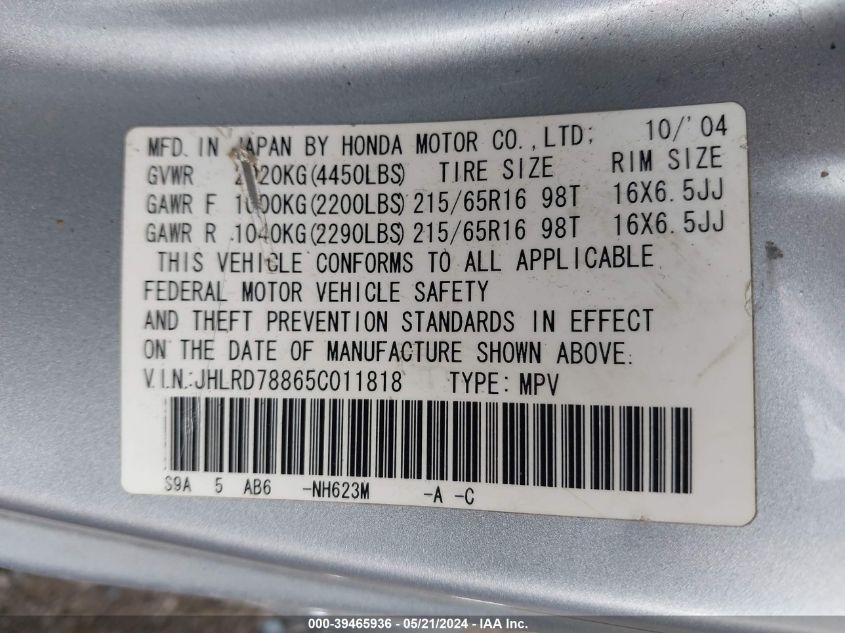 MFD. IN JAPAN BY HONDA MOTOR CO.,LTD; 10/'04
GVWR 2020KG(4450LBS) TIRE SIZE RIM SIZE
GAWR F 1000KG(2200LBS) 215/65R16 98T 16X6.5JJ
GAWR R 1040KG(2290LBS) 215/65R16 98T 16X6.5JJ
THIS VEHICLE CONFORMS TO ALL APPLICABLE
FEDERAL MOTOR VEHICLE SAFETY
AND THEFT PREVENTION STANDARDS IN EFFECT
ON THE DATE OF MANUFACTURE SHOWN ABOVE.
V.I.N.:JHLRD78865C011818 TYPE: MPV
S9A 5 AB6 -NH623M -A -C
000-39465936 - 05/21/2024 - IAA Inc.